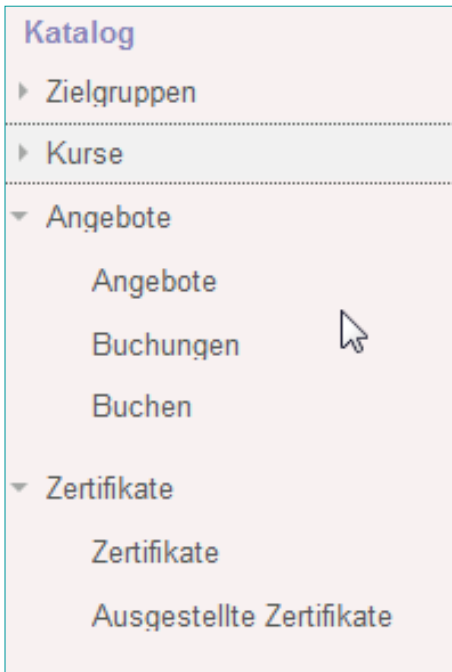 Katalog
Zielgruppen
Kurse
Angebote
Angebote
Buchungen
Buchen
Zertifikate
Zertifikate
Ausgestellte Zertifikate